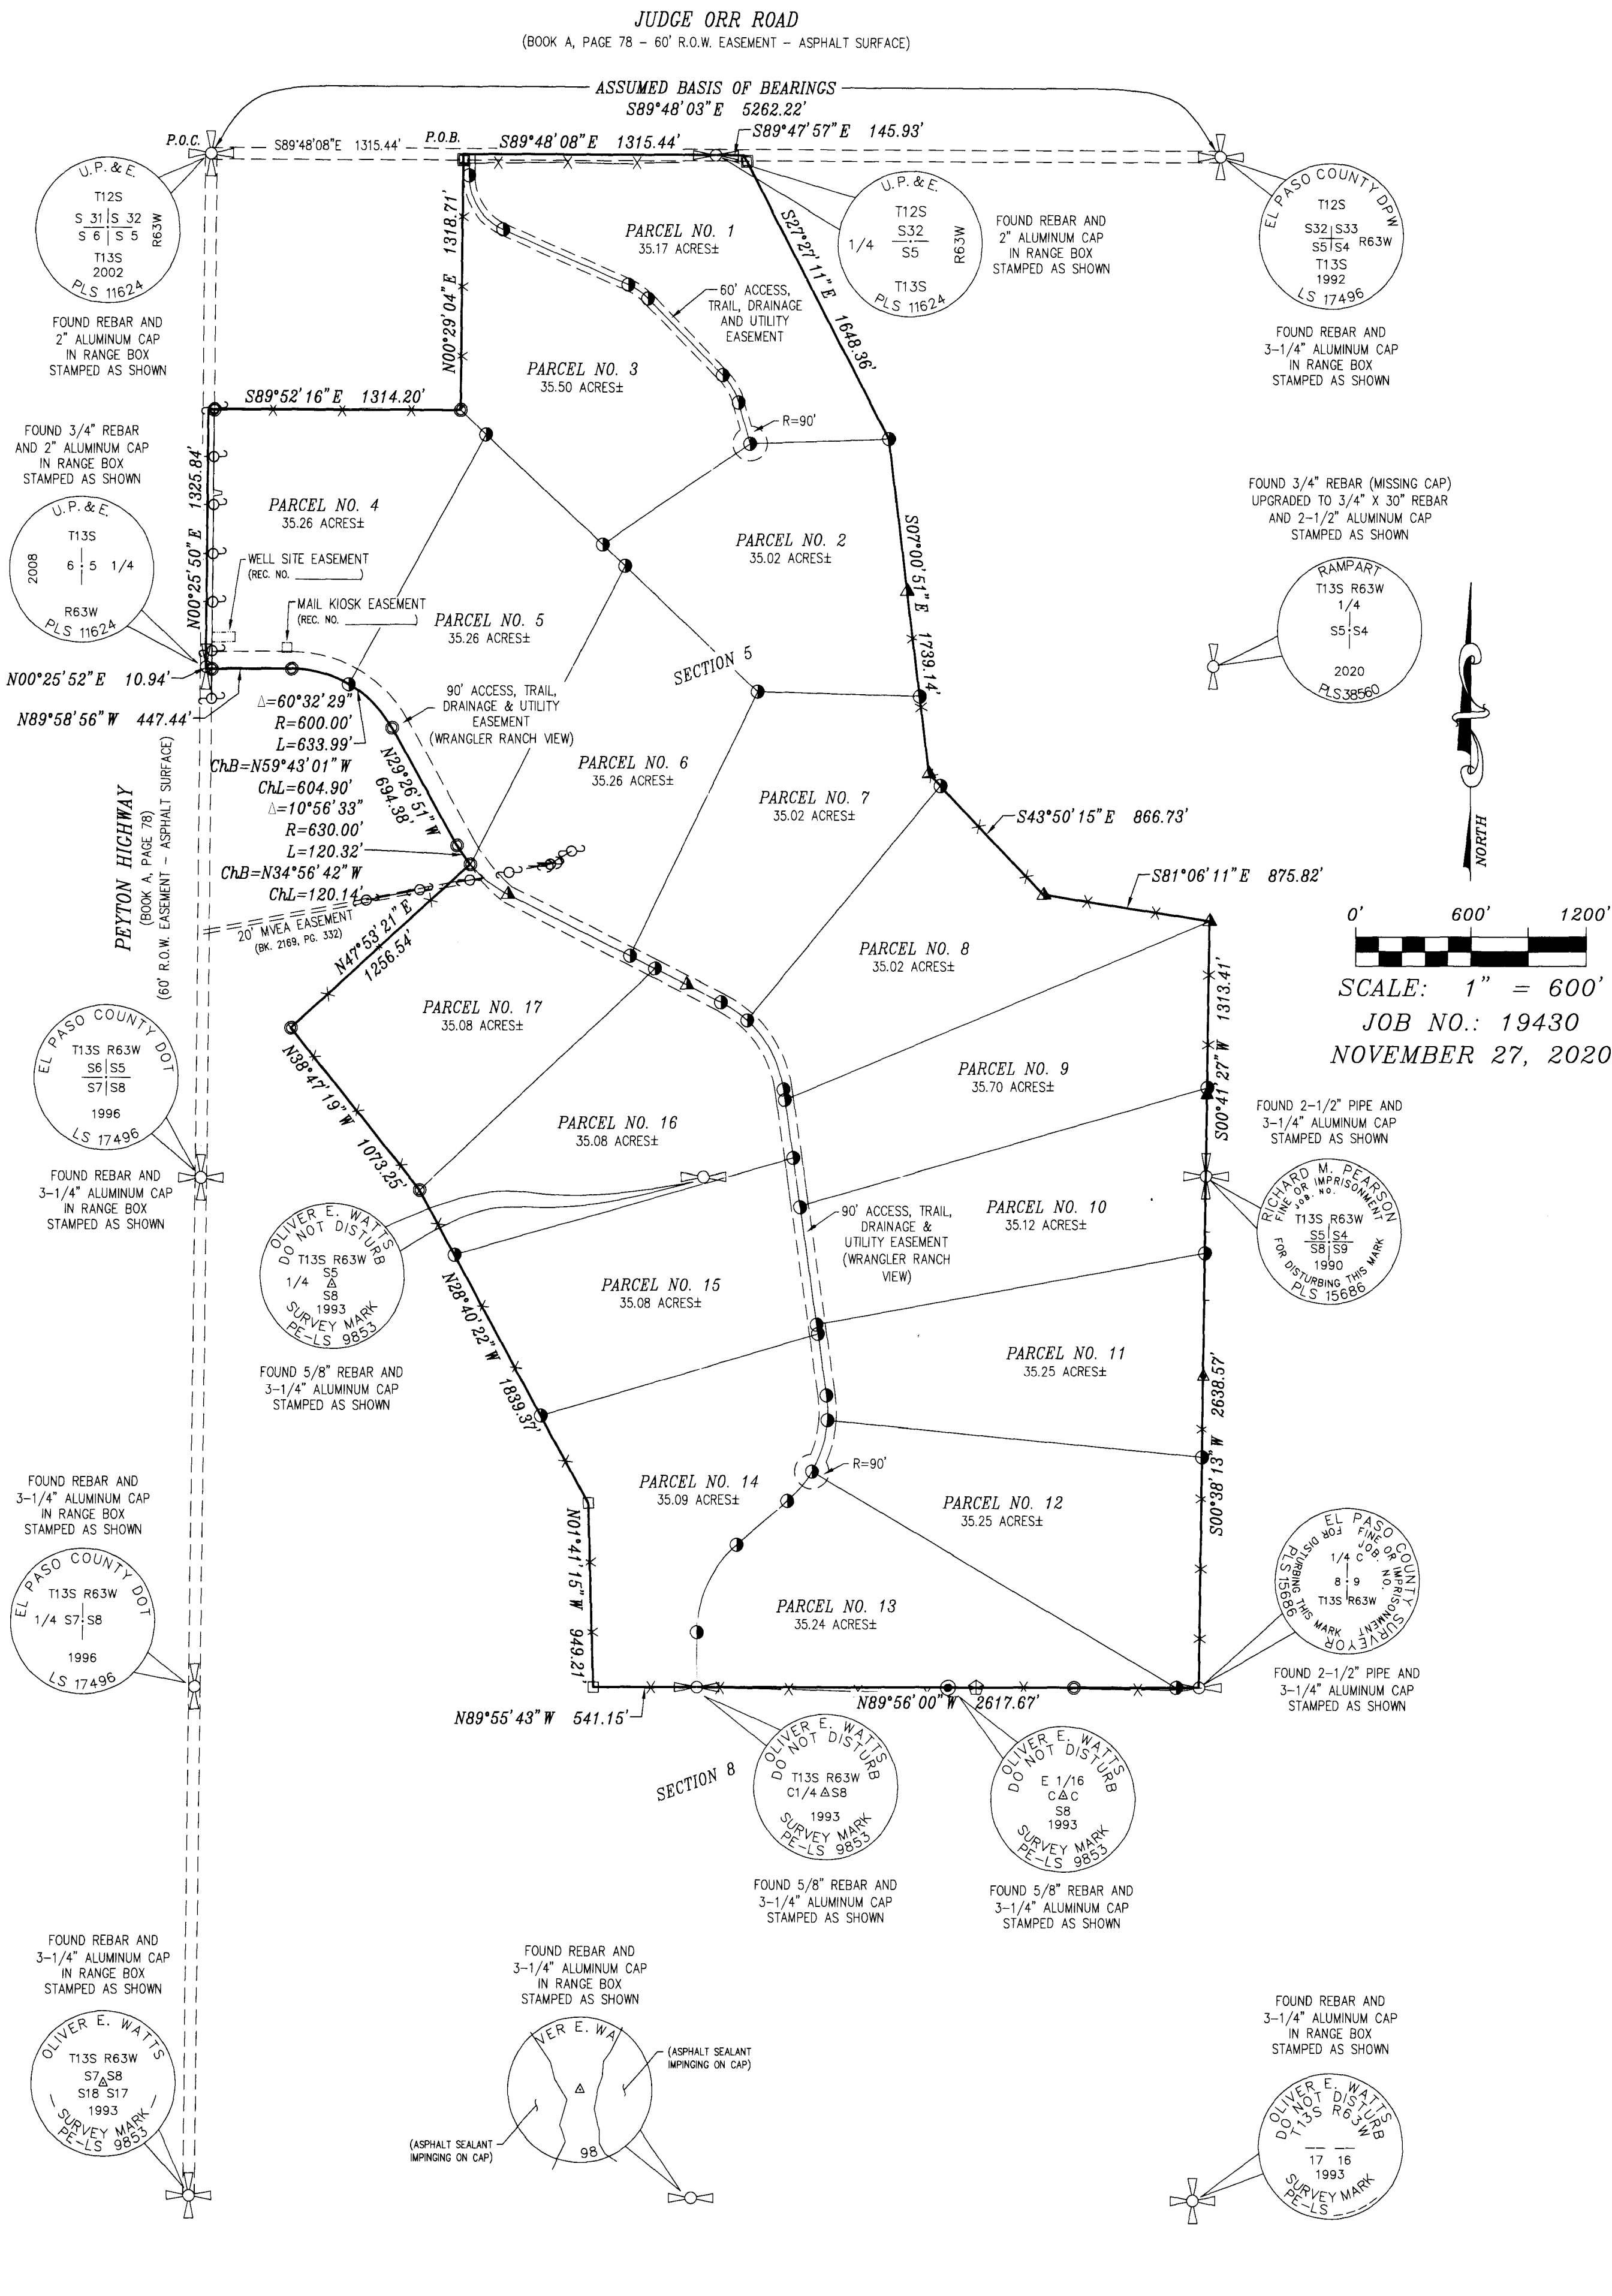 JUDGE ORR ROAD
(BOOK A, PAGE 78 – 60' R.O.W. EASEMENT – ASPHALT SURFACE)
ASSUMED BASIS OF BEARINGS
S89°48'03"E 5262.22'
P.O.C.
S89°48'08"E 1315.44'
P.O.B.
S89°48'08"E 1315.44'
S89°47'57"E 145.93'
U.P.& E.
T12S
S 31 S 32
S 6 S 5
R63W
T13S
2002
PLS 11624
FOUND REBAR AND
2" ALUMINUM CAP
IN RANGE BOX
STAMPED AS SHOWN
N00°29'04"E 1318.71'
PARCEL NO. 1
35.17 ACRES±
60' ACCESS,
TRAIL, DRAINAGE
AND UTILITY
EASEMENT
S27°27'11"E 1648.36'
U.P.& E.
T12S
1/4
S32
S5
R63W
T13S
PLS 11624
FOUND REBAR AND
2" ALUMINUM CAP
IN RANGE BOX
STAMPED AS SHOWN
EL PASO COUNTY DPW
T12S
S32 S33
S5 S4
R63W
T13S
1992
LS 17496
FOUND REBAR AND
3-1/4" ALUMINUM CAP
IN RANGE BOX
STAMPED AS SHOWN
PARCEL NO. 3
35.50 ACRES±
S89°52'16"E 1314.20'
R=90'
FOUND 3/4" REBAR
AND 2" ALUMINUM CAP
IN RANGE BOX
STAMPED AS SHOWN
U.P.& E.
T13S
2008
6 5 1/4
R63W
PLS 11624
N00°25'50"E 1325.84'
PARCEL NO. 4
35.26 ACRES±
WELL SITE EASEMENT
(REC. NO. __________)
MAIL KIOSK EASEMENT
(REC. NO. __________)
PARCEL NO. 5
35.26 ACRES±
PARCEL NO. 2
35.02 ACRES±
S07°00'51"E 1739.14'
SECTION 5
FOUND 3/4" REBAR (MISSING CAP)
UPGRADED TO 3/4" X 30" REBAR
AND 2-1/2" ALUMINUM CAP
STAMPED AS SHOWN
RAMPART
T13S R63W
1/4
S5 S4
2020
PLS38560
N00°25'52"E 10.94'
N89°58'56"W 447.44'
Δ=60°32'29"
R=600.00'
L=633.99'
ChB=N59°43'01"W
ChL=604.90'
Δ=10°56'33"
R=630.00'
L=120.32'
ChB=N34°56'42"W
ChL=120.14'
N29°26'51"W
694.38'
90' ACCESS, TRAIL,
DRAINAGE & UTILITY
EASEMENT
(WRANGLER RANCH VIEW)
PARCEL NO. 6
35.26 ACRES±
PARCEL NO. 7
35.02 ACRES±
S43°50'15"E 866.73'
S81°06'11"E 875.82'
NORTH
PEYTON HIGHWAY
(BOOK A, PAGE 78)
(60' R.O.W. EASEMENT – ASPHALT SURFACE)
20' MVEA EASEMENT
(BK. 2169, PG. 332)
N47°53'21"E
1256.54'
0' 600' 1200'
SCALE: 1" = 600'
JOB NO.: 19430
NOVEMBER 27, 2020
PARCEL NO. 8
35.02 ACRES±
PARCEL NO. 17
35.08 ACRES±
S00°41'27"W 1313.41'
EL PASO COUNTY DOT
T13S R63W
S6 S5
S7 S8
1996
LS 17496
FOUND REBAR AND
3-1/4" ALUMINUM CAP
IN RANGE BOX
STAMPED AS SHOWN
N38°47'19"W 1073.25'
PARCEL NO. 9
35.70 ACRES±
PARCEL NO. 16
35.08 ACRES±
FOUND 2-1/2" PIPE AND
3-1/4" ALUMINUM CAP
STAMPED AS SHOWN
RICHARD M. PEARSON
FINE OR IMPRISONMENT
JOB. NO.
T13S R63W
S5 S4
S8 S9
1990
FOR DISTURBING THIS MARK
PLS 15686
PARCEL NO. 10
35.12 ACRES±
90' ACCESS, TRAIL,
DRAINAGE &
UTILITY EASEMENT
(WRANGLER RANCH
VIEW)
OLIVER E. WATTS
DO NOT DISTURB
T13S R63W
1/4 S5
S8
1993
SURVEY MARK
PE-LS 9853
FOUND 5/8" REBAR AND
3-1/4" ALUMINUM CAP
STAMPED AS SHOWN
PARCEL NO. 15
35.08 ACRES±
N28°40'22"W 1839.37'
PARCEL NO. 11
35.25 ACRES±
S00°38'13"W 2638.57'
R=90'
PARCEL NO. 14
35.09 ACRES±
PARCEL NO. 12
35.25 ACRES±
FOUND REBAR AND
3-1/4" ALUMINUM CAP
IN RANGE BOX
STAMPED AS SHOWN
EL PASO COUNTY DOT
T13S R63W
1/4 S7 S8
1996
LS 17496
N01°41'15"W 949.21'
PARCEL NO. 13
35.24 ACRES±
EL PASO COUNTY SURVEYOR
FINE OR IMPRISONMENT
JOB. NO.
1/4 C
8 9
T13S R63W
FOR DISTURBING THIS MARK
PLS 15686
FOUND 2-1/2" PIPE AND
3-1/4" ALUMINUM CAP
STAMPED AS SHOWN
N89°55'43"W 541.15'
N89°56'00"W 2617.67'
SECTION 8
OLIVER E. WATTS
DO NOT DISTURB
T13S R63W
C1/4 S8
1993
SURVEY MARK
PE-LS 9853
FOUND 5/8" REBAR AND
3-1/4" ALUMINUM CAP
STAMPED AS SHOWN
OLIVER E. WATTS
DO NOT DISTURB
E 1/16
C C
S8
1993
SURVEY MARK
PE-LS 9853
FOUND 5/8" REBAR AND
3-1/4" ALUMINUM CAP
STAMPED AS SHOWN
FOUND REBAR AND
3-1/4" ALUMINUM CAP
IN RANGE BOX
STAMPED AS SHOWN
OLIVER E. WATTS
T13S R63W
S7 S8
S18 S17
1993
SURVEY MARK
PE-LS 9853
FOUND REBAR AND
3-1/4" ALUMINUM CAP
IN RANGE BOX
STAMPED AS SHOWN
VER E. WA
(ASPHALT SEALANT
IMPINGING ON CAP)
(ASPHALT SEALANT
IMPINGING ON CAP)
98
FOUND REBAR AND
3-1/4" ALUMINUM CAP
IN RANGE BOX
STAMPED AS SHOWN
OLIVER E. WATTS
DO NOT DISTURB
T13S R63W
17 16
1993
SURVEY MARK
PE-LS ____